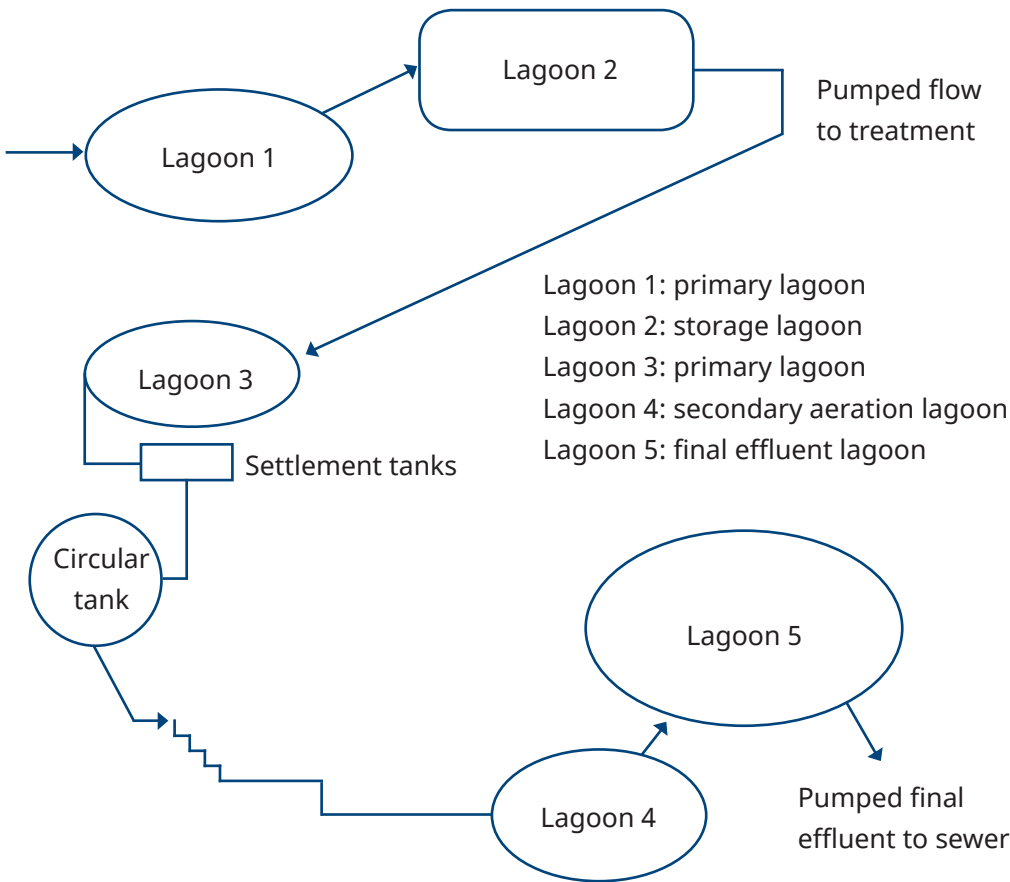 Lagoon 2
Pumped flow
to treatment
Lagoon 1
Lagoon 1: primary lagoon
Lagoon 2: storage lagoon
Lagoon 3: primary lagoon
Lagoon 4: secondary aeration lagoon
Lagoon 5: final effluent lagoon
Lagoon 3
Settlement tanks
Circular
tank
Lagoon 5
Lagoon 4
Pumped final
effluent to sewer